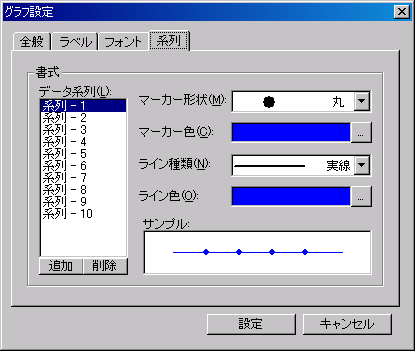 グラフ設定
全般 ラベル フォント 系列
書式
データ系列(L):
系列 - 1
系列 - 2
系列 - 3
系列 - 4
系列 - 5
系列 - 6
系列 - 7
系列 - 8
系列 - 9
系列 - 10
追加 削除
マーカー形状(M): 丸
マーカー色(C): ...
ライン種類(N): 実線
ライン色(O): ...
サンプル:
設定 キャンセル